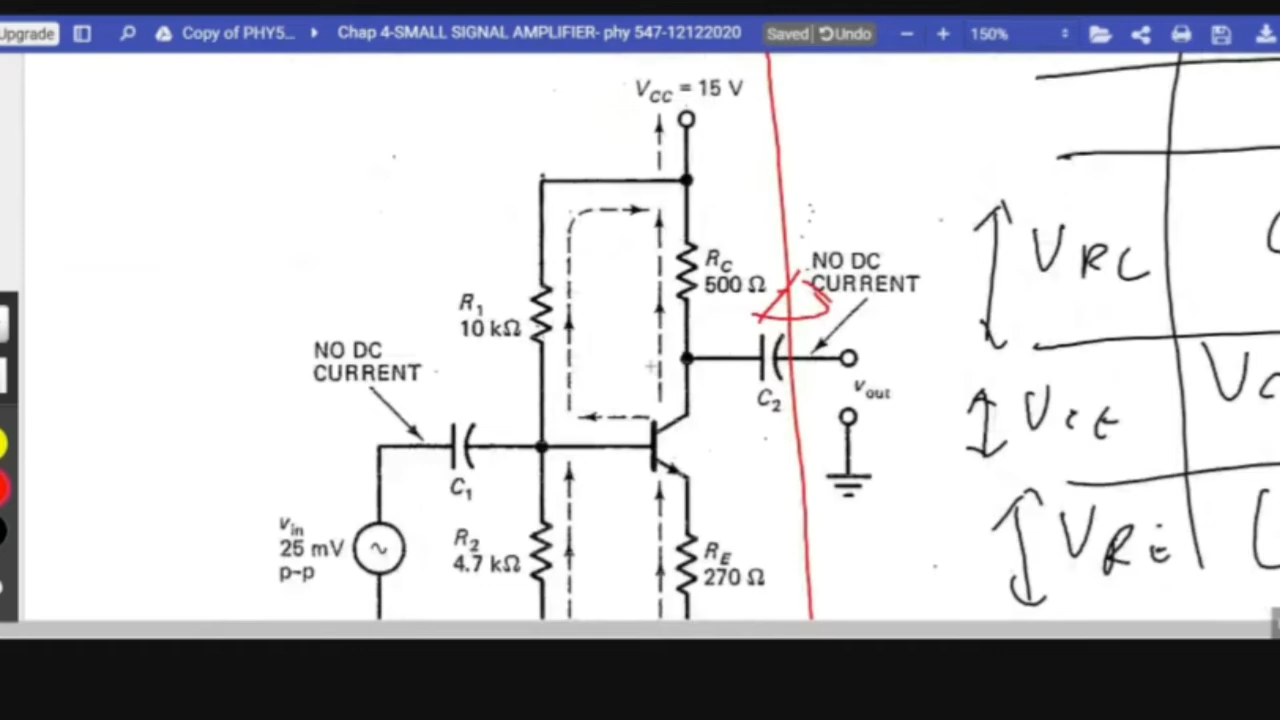 Upgrade
Copy of PHY5...
Chap 4-SMALL SIGNAL AMPLIFIER- phy 547-12122020
Saved
Undo
150%
VCC = 15 V
RC
500 Ω
NO DC
CURRENT
R1
10 kΩ
NO DC
CURRENT
C2
vout
C1
vin
25 mV
p-p
R2
4.7 kΩ
RE
270 Ω
VRC
VCE
VRE